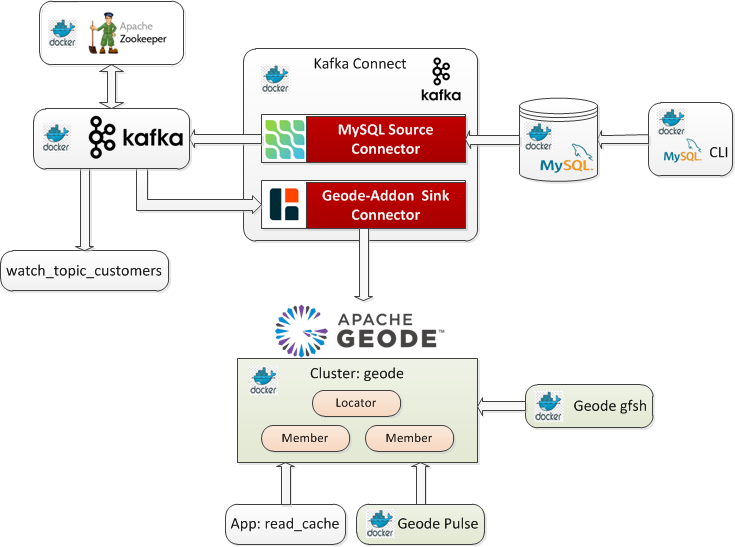 docker
Apache
Zookeeper
docker
kafka
Kafka Connect
docker
kafka
MySQL Source
Connector
Geode-Addon Sink
Connector
docker
MySQL
docker
MySQL
CLI
watch_topic_customers
APACHE
GEODE™
docker
Cluster: geode
Locator
Member
Member
docker
Geode gfsh
App: read_cache
docker
Geode Pulse